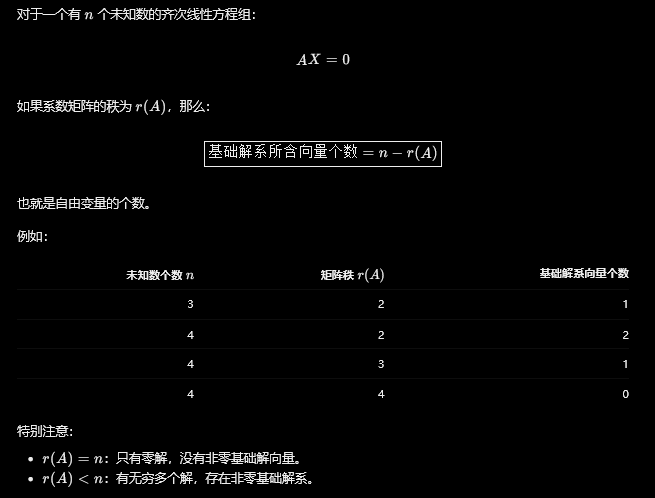 对于一个有 n 个未知数的齐次线性方程组：
AX = 0
如果系数矩阵的秩为 r(A)，那么：
基础解系所含向量个数 = n − r(A)
也就是自由变量的个数。
例如：
未知数个数 n 矩阵秩 r(A) 基础解系向量个数
3 2 1
4 2 2
4 3 1
4 4 0
特别注意：
• r(A) = n：只有零解，没有非零基础解向量。
• r(A) < n：有无穷多个解，存在非零基础解系。